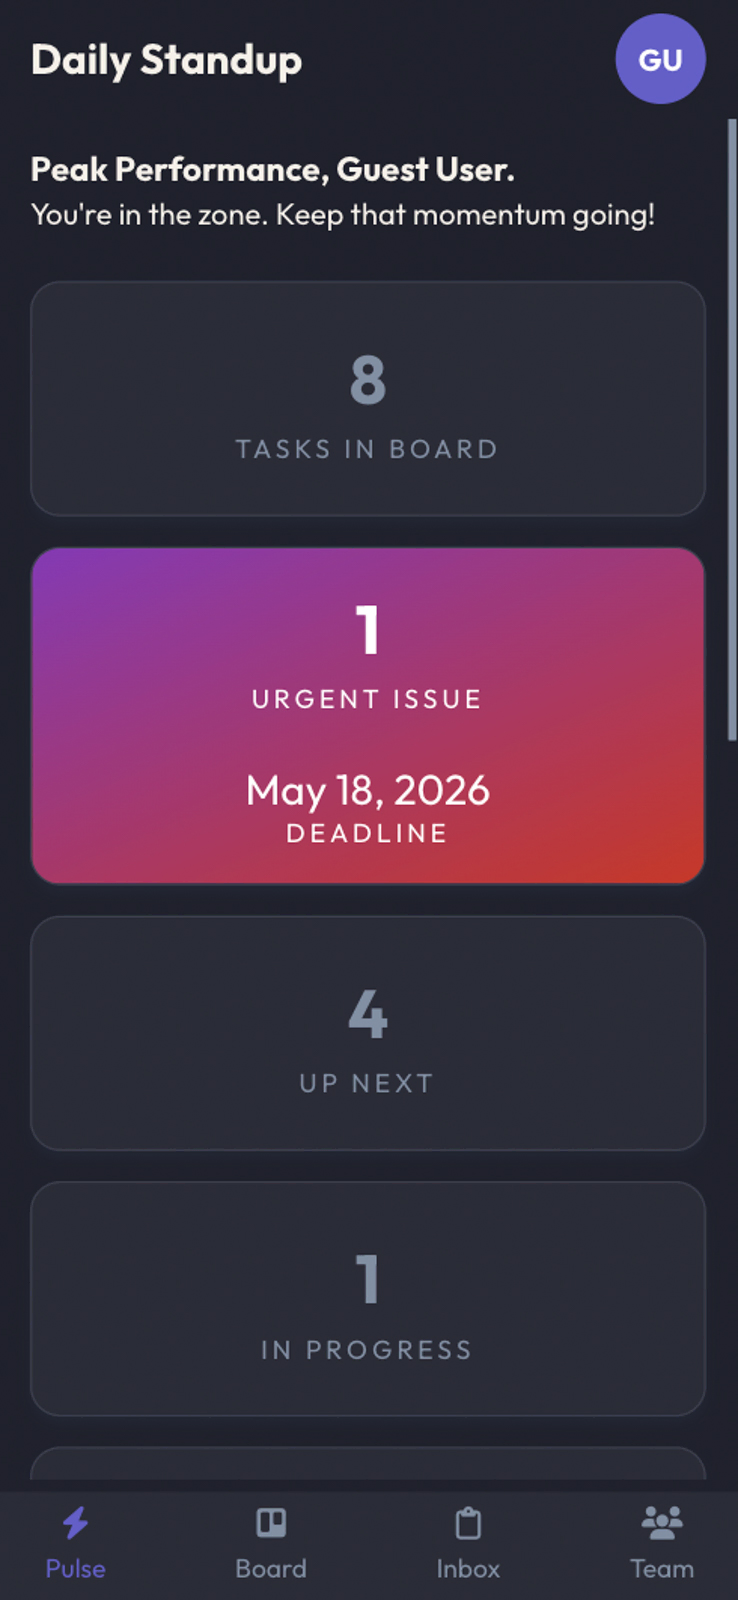 Daily Standup
GU
Peak Performance, Guest User.
You're in the zone. Keep that momentum going!
8
TASKS IN BOARD
1
URGENT ISSUE
May 18, 2026
DEADLINE
4
UP NEXT
1
IN PROGRESS
Pulse
Board
Inbox
Team